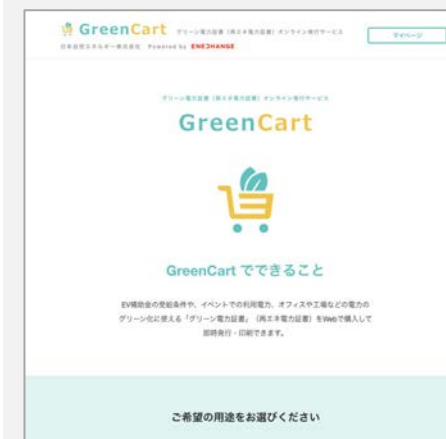 GreenCart グリーン電力証書（再エネ電力証書）オンライン発行サービス
マイページ
日本自然エネルギー株式会社 Powered by ENECHANGE
グリーン電力証書（再エネ電力証書）オンライン発行サービス
GreenCart
GreenCart でできること
EV補助金の受給条件や、イベントでの利用電力、オフィスや工場などの電力の
グリーン化に使える「グリーン電力証書」（再エネ電力証書）をWebで購入して
即時発行・印刷できます。
ご希望の用途をお選びください